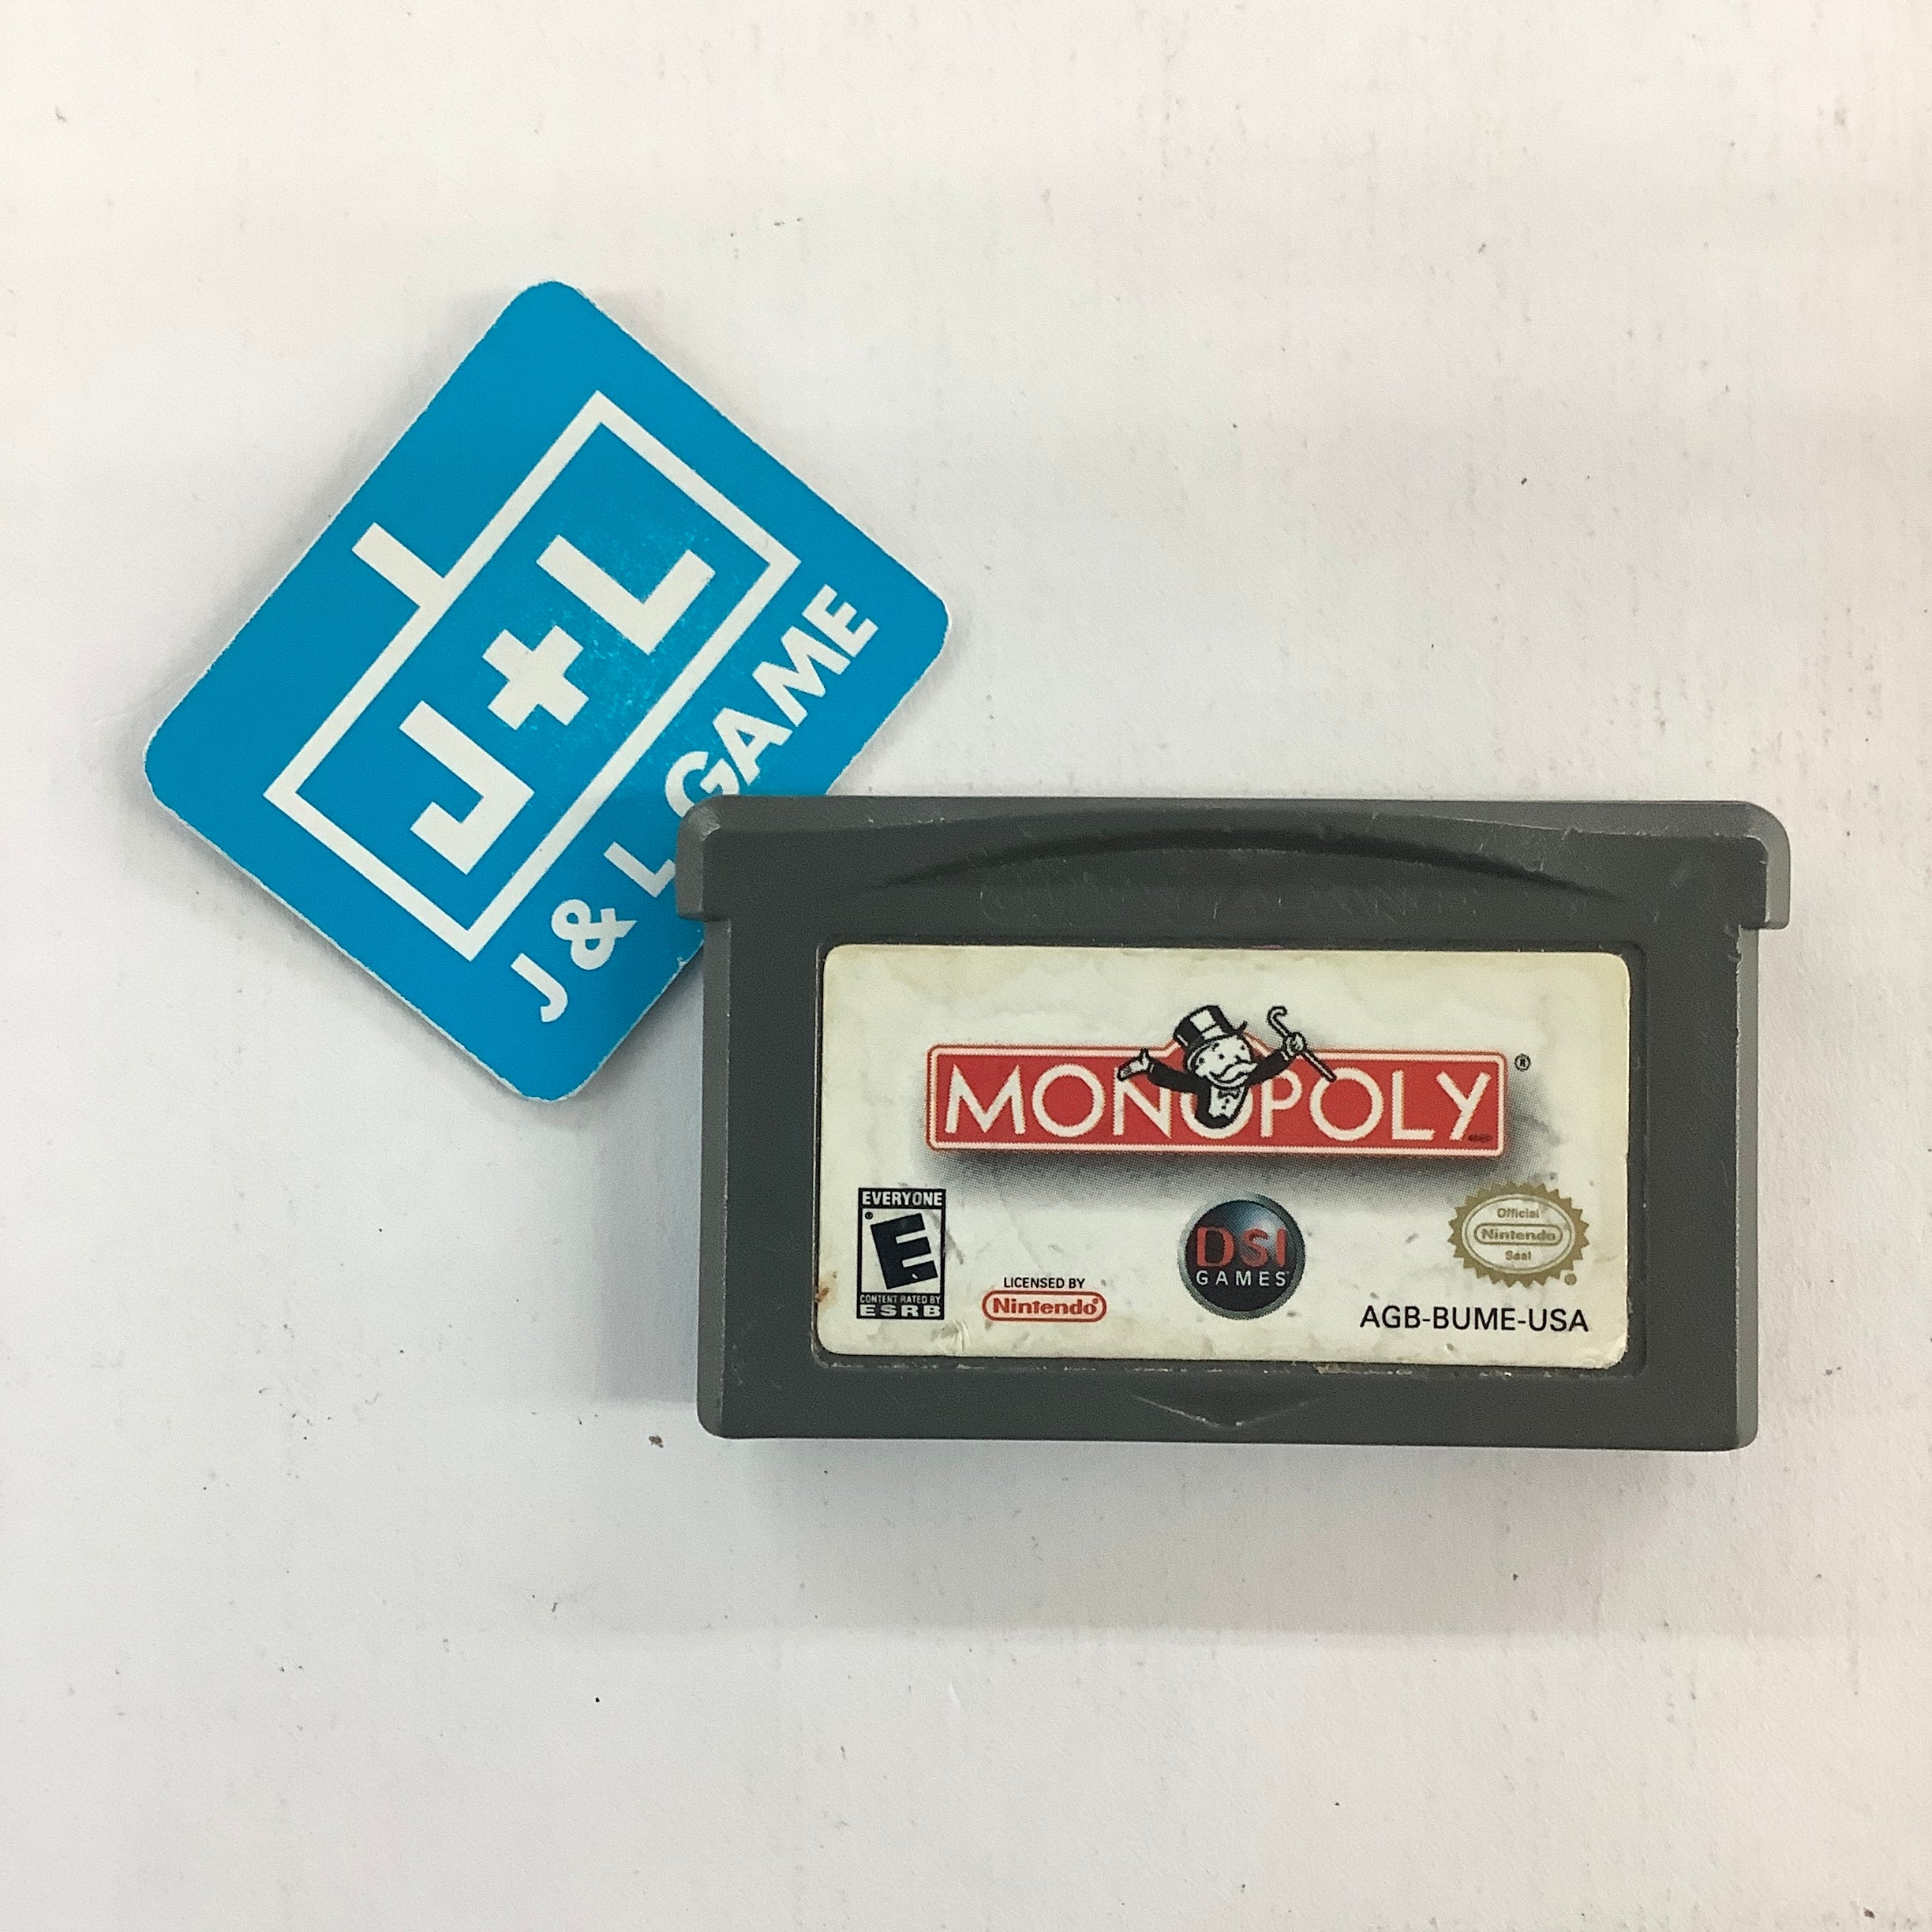 J+L
J & L GAME
MONOPOLY®
EVERYONE
E
CONTENT RATED BY
ESRB
LICENSED BY
Nintendo®
DSI
GAMES
Official
Nintendo
Seal
AGB-BUME-USA